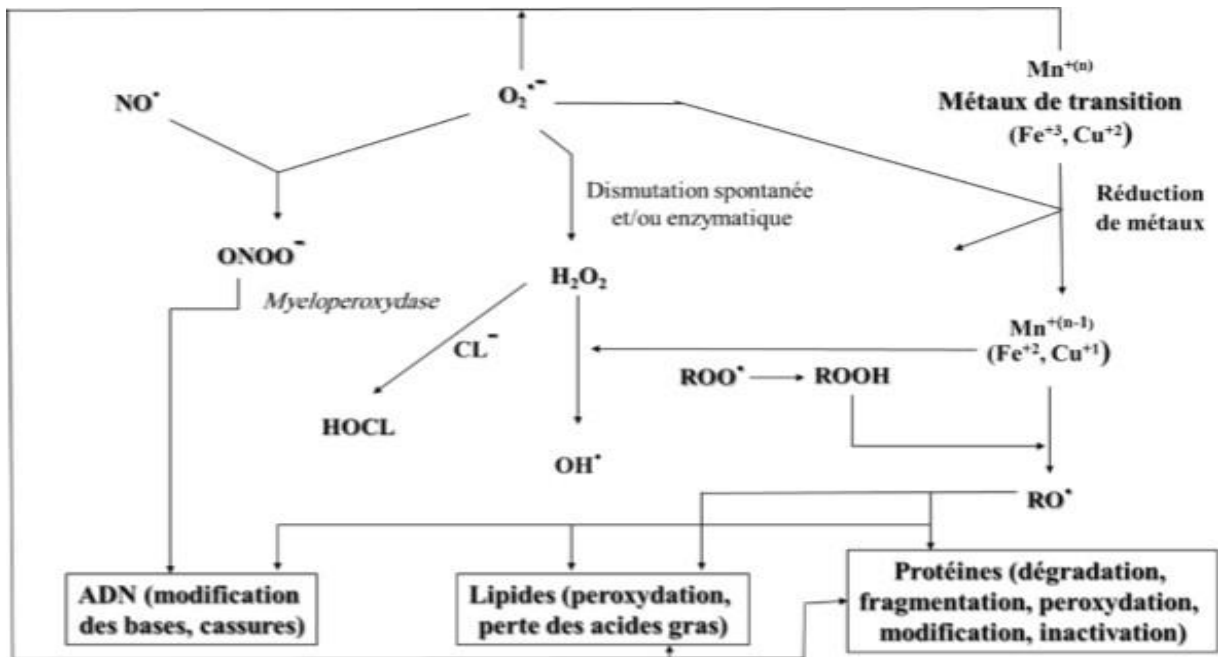 Mn⁺⁽ⁿ⁾
NO•
O₂•⁻
Métaux de transition
(Fe⁺³, Cu⁺²)
Dismutation spontanée
et/ou enzymatique
Réduction
de métaux
ONOO⁻
H₂O₂
Myeloperoxydase
Mn⁺⁽ⁿ⁻¹⁾
(Fe⁺², Cu⁺¹)
CL⁻
ROO•
ROOH
HOCL
OH•
RO•
ADN (modification
des bases, cassures)
Lipides (peroxydation,
perte des acides gras)
Protéines (dégradation,
fragmentation, peroxydation,
modification, inactivation)